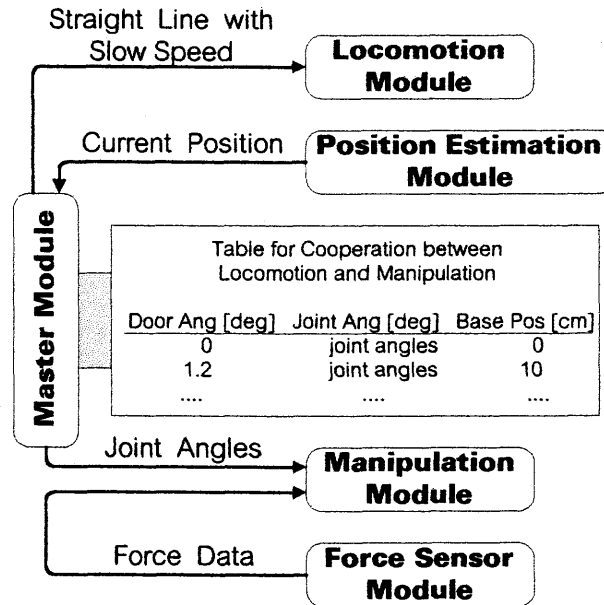 Straight Line with
Slow Speed
Locomotion
Module
Current Position
Position Estimation
Module
Master Module
Table for Cooperation between
Locomotion and Manipulation
Door Ang [deg] Joint Ang [deg] Base Pos [cm]
0 joint angles 0
1.2 joint angles 10
.... .... ....
Joint Angles
Manipulation
Module
Force Data
Force Sensor
Module